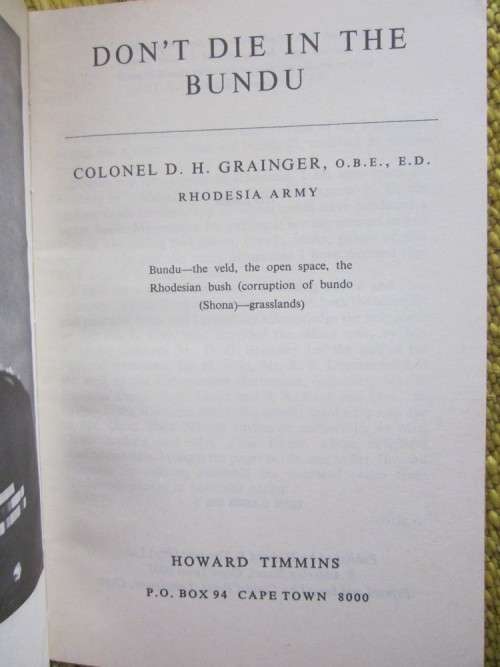 DON'T DIE IN THE
BUNDU
COLONEL D. H. GRAINGER, O.B.E., E.D.
RHODESIA ARMY
Bundu—the veld, the open space, the
Rhodesian bush (corruption of bundo
(Shona)—grasslands)
HOWARD TIMMINS
P.O. BOX 94 CAPE TOWN 8000